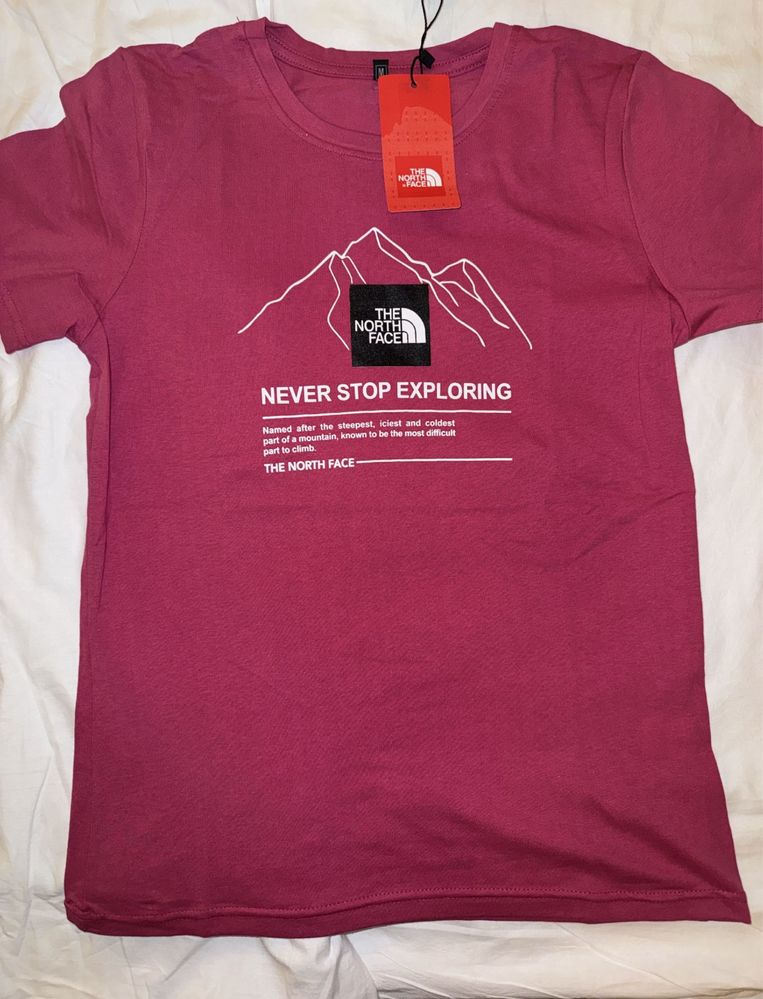 M
THE
NORTH
FACE
THE
NORTH
FACE
NEVER STOP EXPLORING
Named after the steepest, iciest and coldest
part of a mountain, known to be the most difficult
part to climb.
THE NORTH FACE